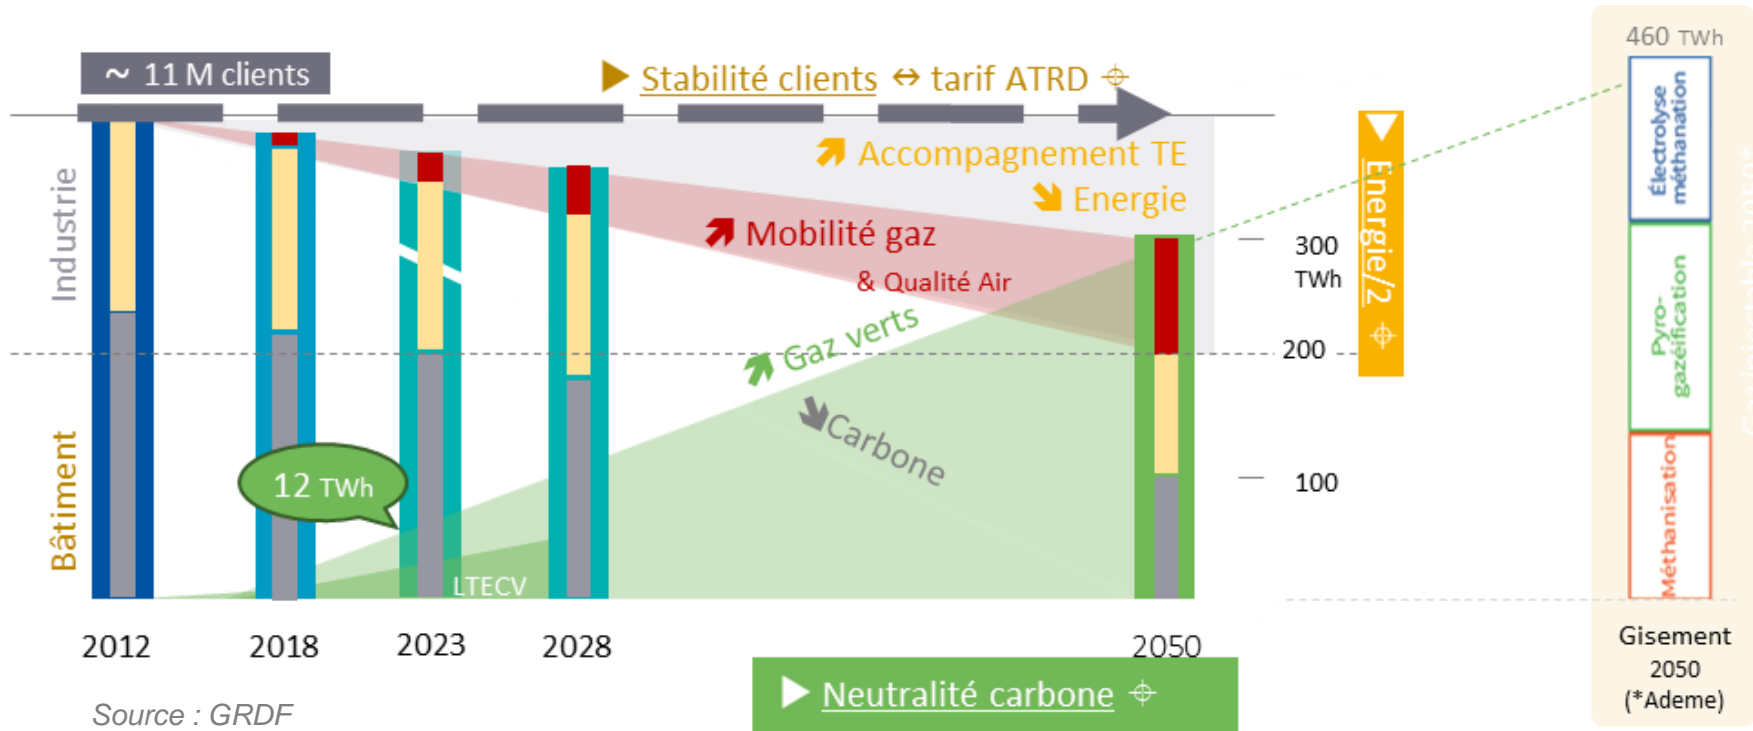 ~ 11 M clients
Stabilité clients ↔ tarif ATRD
Accompagnement TE
Energie
Mobilité gaz
& Qualité Air
Gaz verts
Carbone
Industrie
Bâtiment
12 TWh
LTECV
300
TWh
200
100
Energie/2
2012
2018
2023
2028
2050
Neutralité carbone
Source : GRDF
460 TWh
Électrolyse
méthanation
Pyro-
gazéification
Méthanisation
Gisement
2050
(*Ademe)